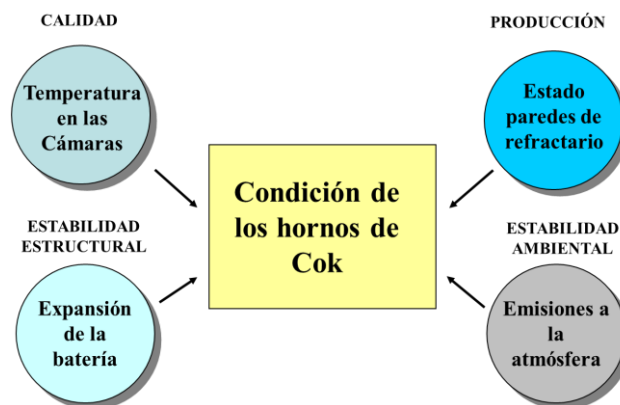 CALIDAD
Temperatura
en las
Cámaras
PRODUCCIÓN
Estado
paredes de
refractario
Condición de
los hornos de
Cok
ESTABILIDAD
ESTRUCTURAL
Expansión
de la
batería
ESTABILIDAD
AMBIENTAL
Emisiones a
la
atmósfera